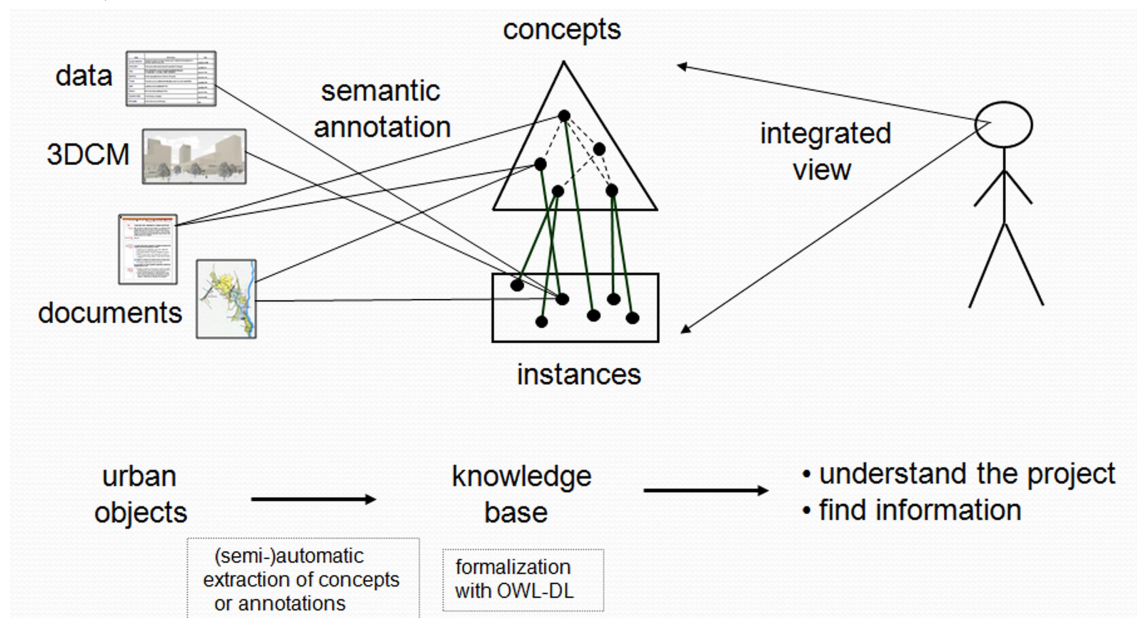 concepts
data
semantic
annotation
3DCM
integrated
view
documents
instances
urban
objects
knowledge
base
• understand the project
• find information
(semi-)automatic
extraction of concepts
or annotations
formalization
with OWL-DL